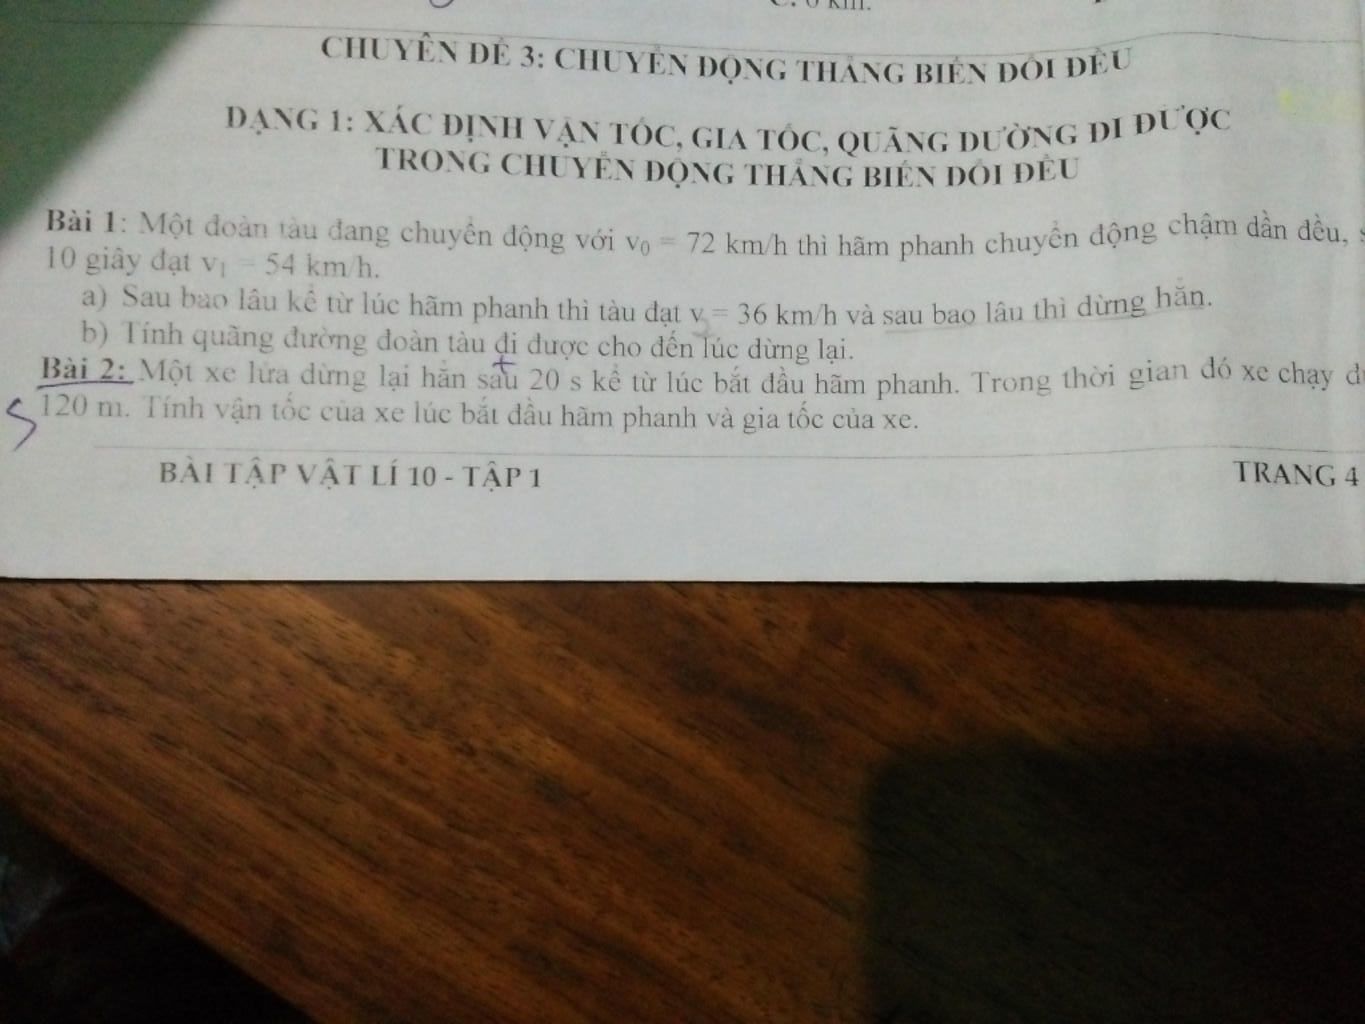 C. 6 km.
CHUYÊN ĐỀ 3: CHUYỂN ĐỘNG THẲNG BIẾN ĐỔI ĐỀU
DẠNG 1: XÁC ĐỊNH VẬN TỐC, GIA TỐC, QUÃNG ĐƯỜNG ĐI ĐƯỢC
TRONG CHUYỂN ĐỘNG THẲNG BIẾN ĐỔI ĐỀU
Bài 1: Một đoàn tàu đang chuyển động với v₀ = 72 km/h thì hãm phanh chuyển động chậm dần đều,
10 giây đạt v₁ = 54 km/h.
a) Sau bao lâu kể từ lúc hãm phanh thì tàu đạt v = 36 km/h và sau bao lâu thì dừng hẳn.
b) Tính quãng đường đoàn tàu đi được cho đến lúc dừng lại.
Bài 2: Một xe lửa dừng lại hẳn sau 20 s kể từ lúc bắt đầu hãm phanh. Trong thời gian đó xe chạy
120 m. Tính vận tốc của xe lúc bắt đầu hãm phanh và gia tốc của xe.
BÀI TẬP VẬT LÍ 10 - TẬP 1
TRANG 4